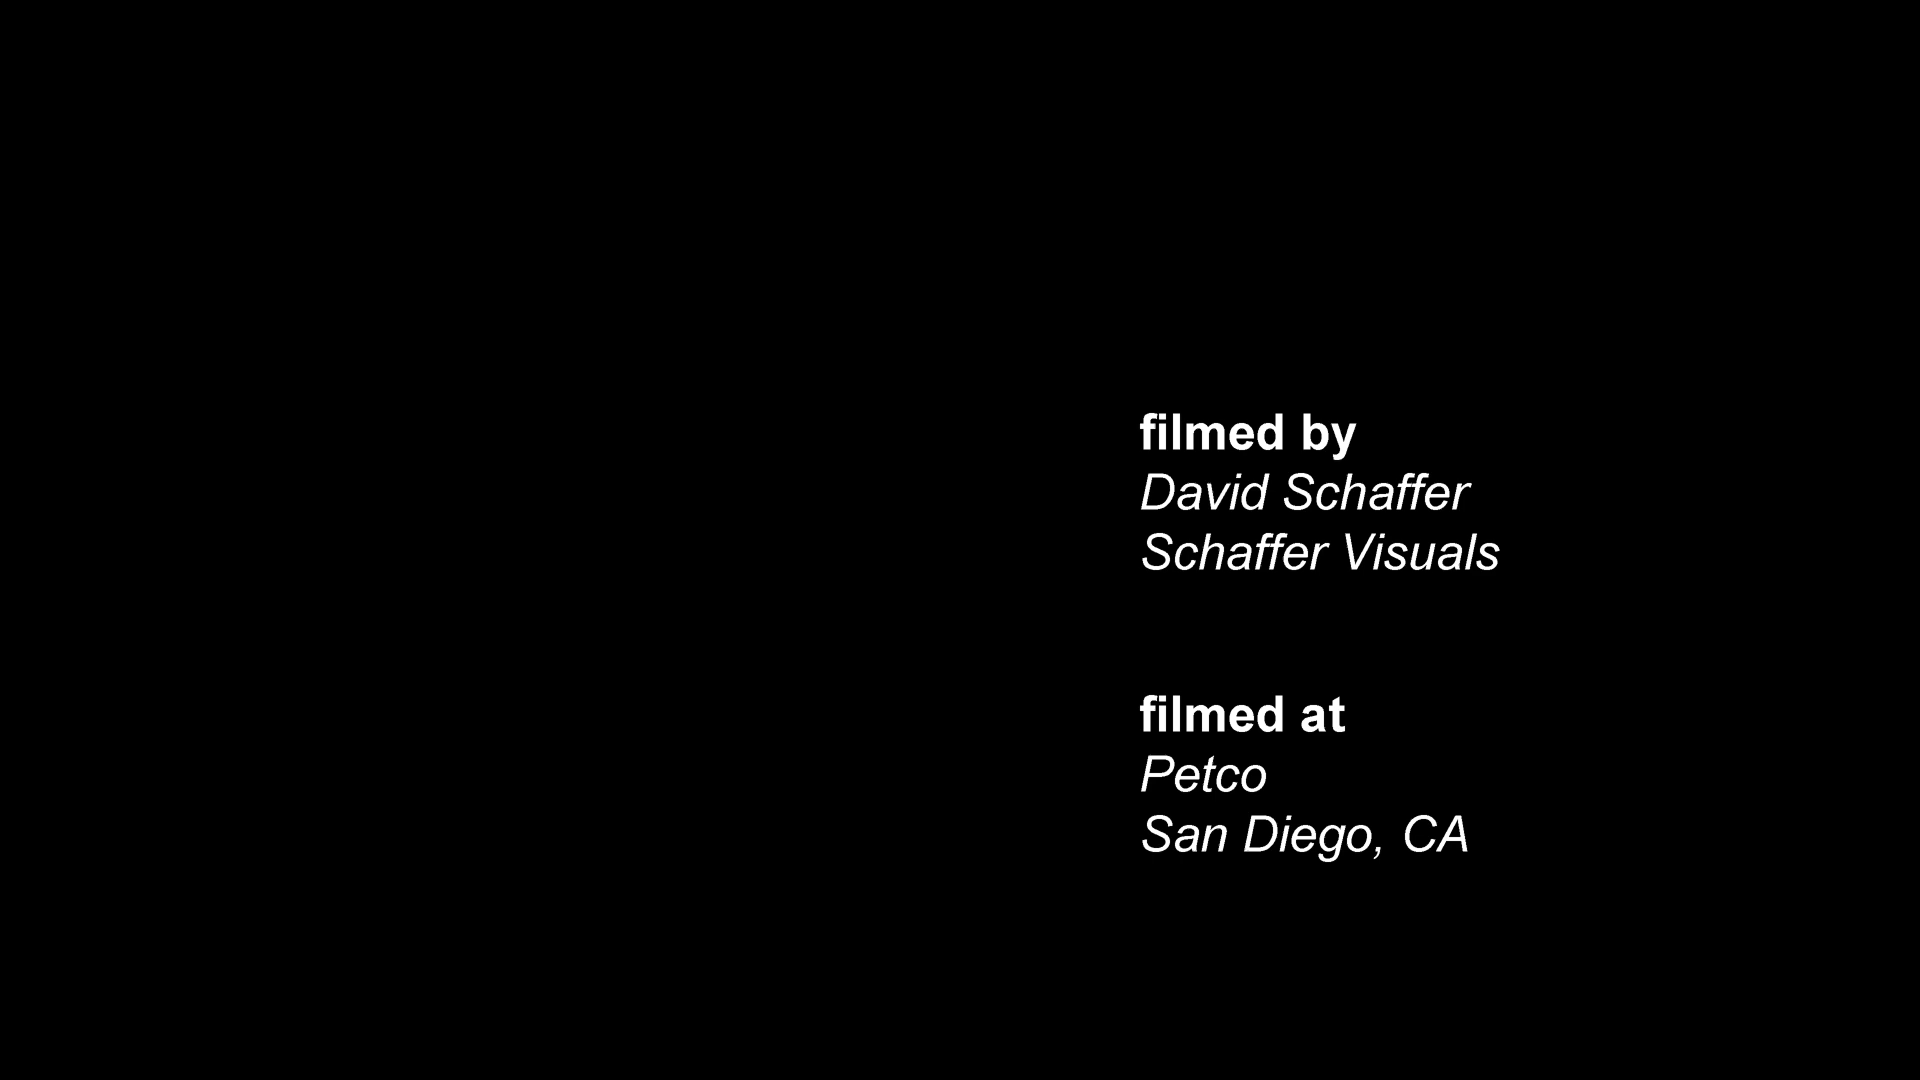 filmed by
David Schaffer
Schaffer Visuals
filmed at
Petco
San Diego, CA